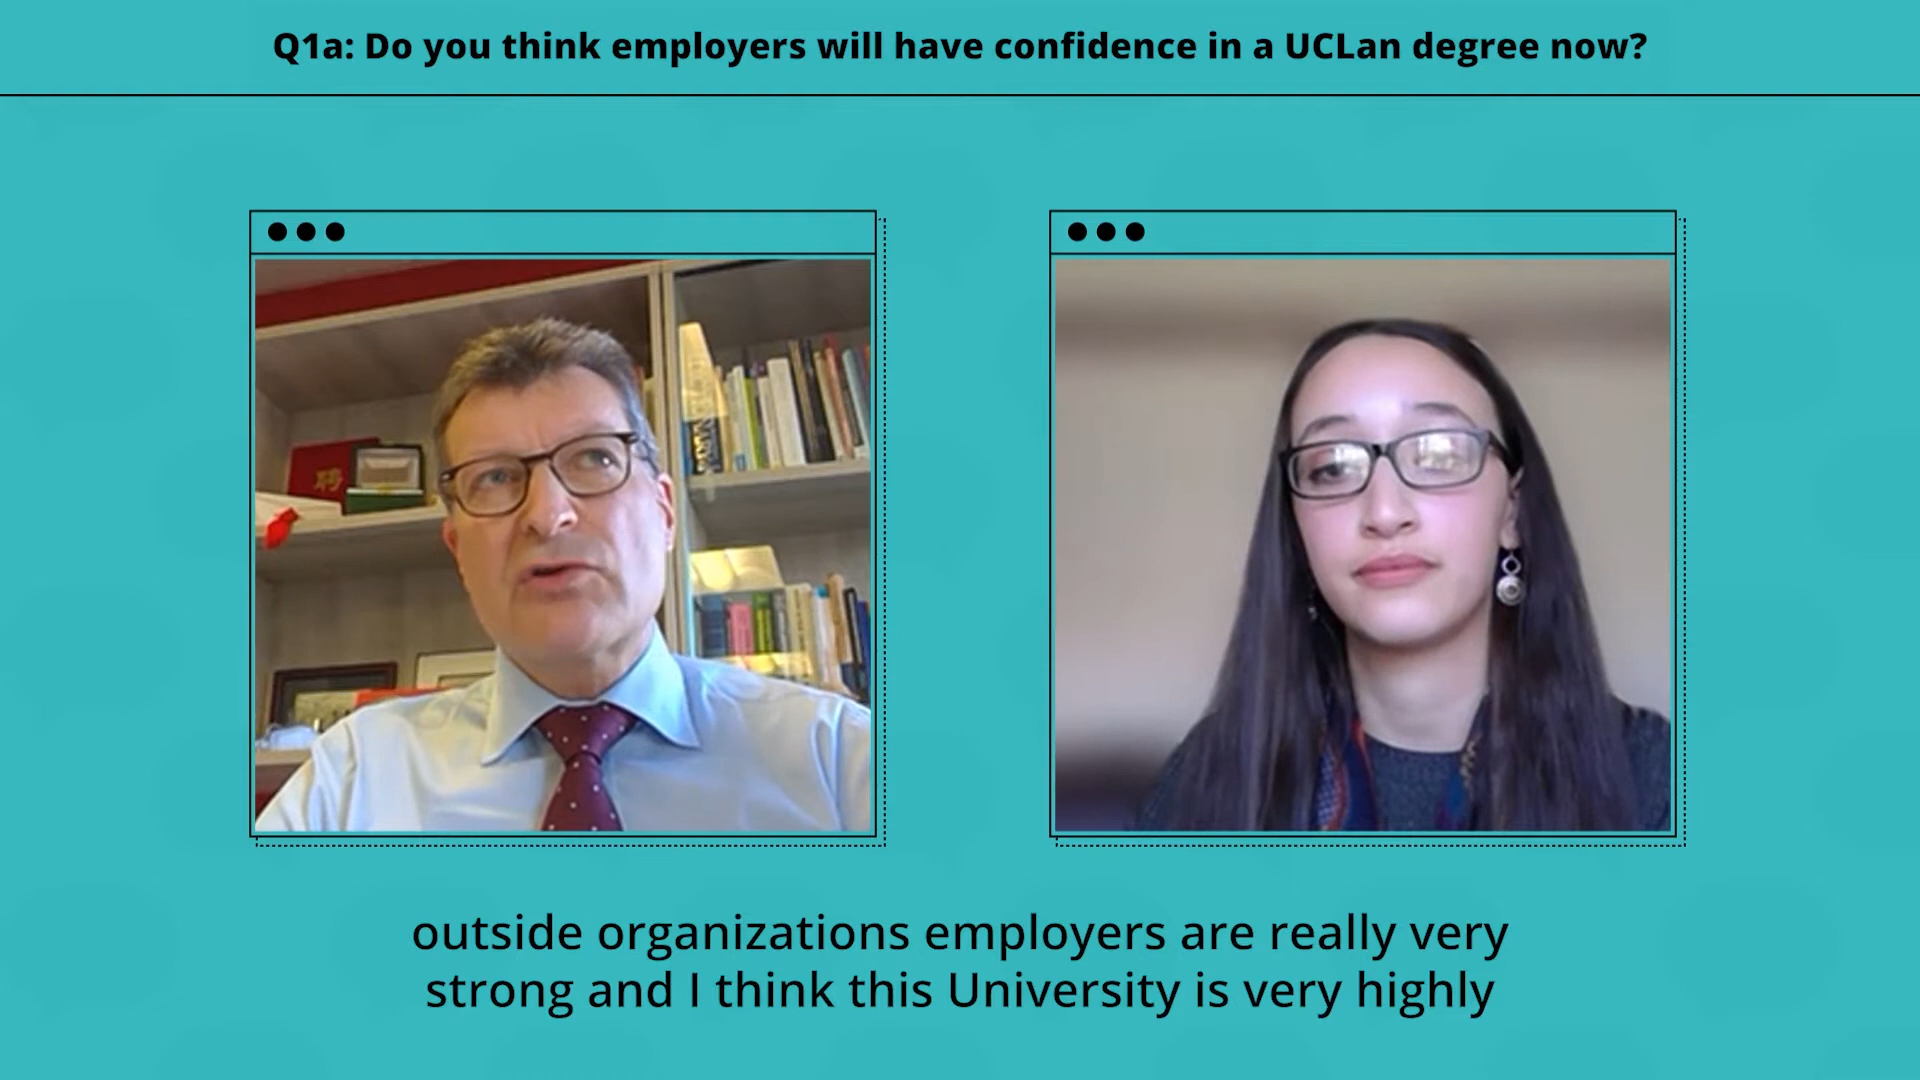 Q1a: Do you think employers will have confidence in a UCLan degree now?
聘
outside organizations employers are really very
strong and I think this University is very highly